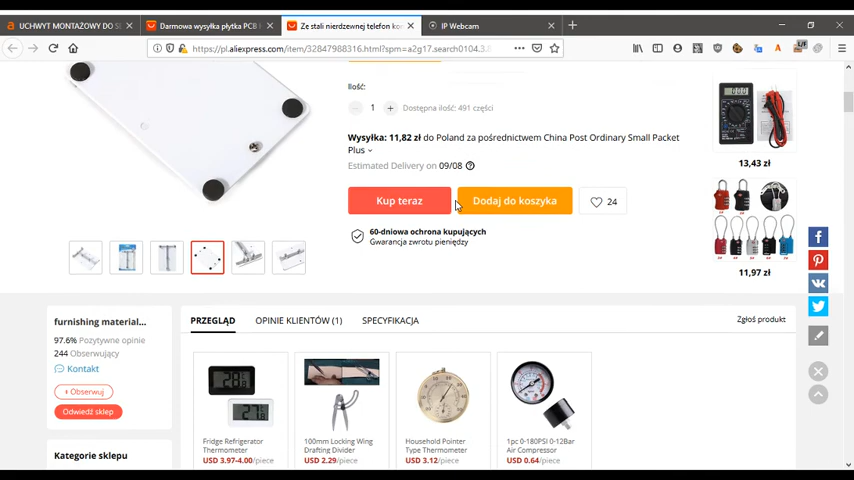 UCHWYT MONTAŻOWY DO S
Darmowa wysyłka płytka PCB
Ze stali nierdzewnej telefon ko
IP Webcam
https://pl.aliexpress.com/item/32847988316.html?spm=a2g17.search0104.3.8
Ilość:
1
Dostępna ilość: 491 części
Wysyłka: 11,82 zł do Poland za pośrednictwem China Post Ordinary Small Packet
Plus
Estimated Delivery on 09/08
Kup teraz
Dodaj do koszyka
24
60-dniowa ochrona kupujących
Gwarancja zwrotu pieniędzy
13,43 zł
11,97 zł
furnishing material...
97.6% Pozytywne opinie
244 Obserwujący
Kontakt
+ Obserwuj
Odwiedź sklep
Kategorie sklepu
PRZEGLĄD
OPINIE KLIENTÓW (1)
SPECYFIKACJA
Zgłoś produkt
Fridge Refrigerator
Thermometer
USD 3.97-4.00/piece
100mm Locking Wing
Drafting Divider
USD 2.29/piece
Household Pointer
Type Thermometer
USD 3.12/piece
1pc 0-180PSI 0-12Bar
Air Compressor
USD 0.64/piece